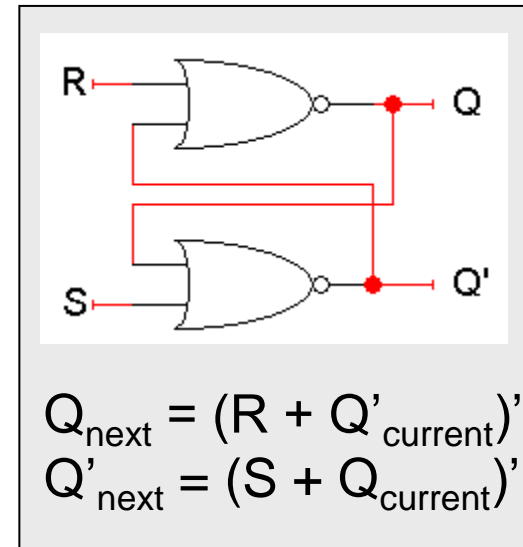 R
Q
S
Q'
Qnext = (R + Q’current)’
Q’next = (S + Qcurrent)’